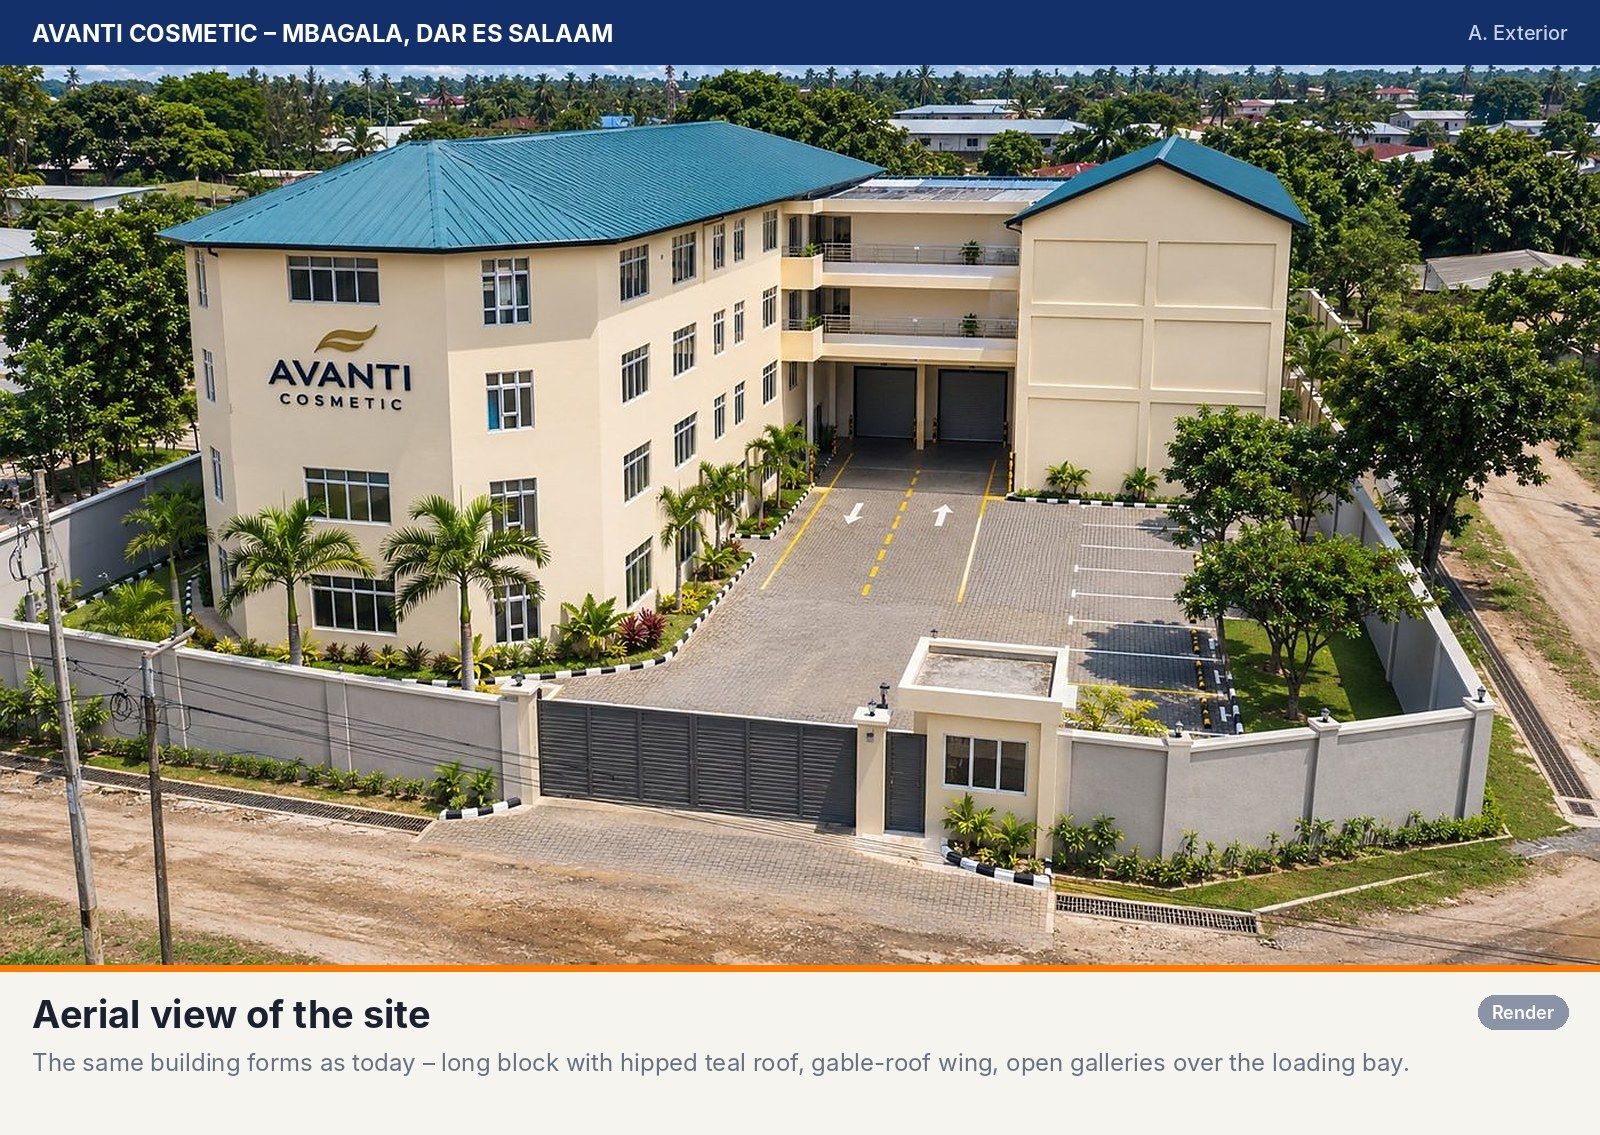 AVANTI COSMETIC – MBAGALA, DAR ES SALAAM
A. Exterior
AVANTI
COSMETIC
Aerial view of the site
Render
The same building forms as today – long block with hipped teal roof, gable-roof wing, open galleries over the loading bay.